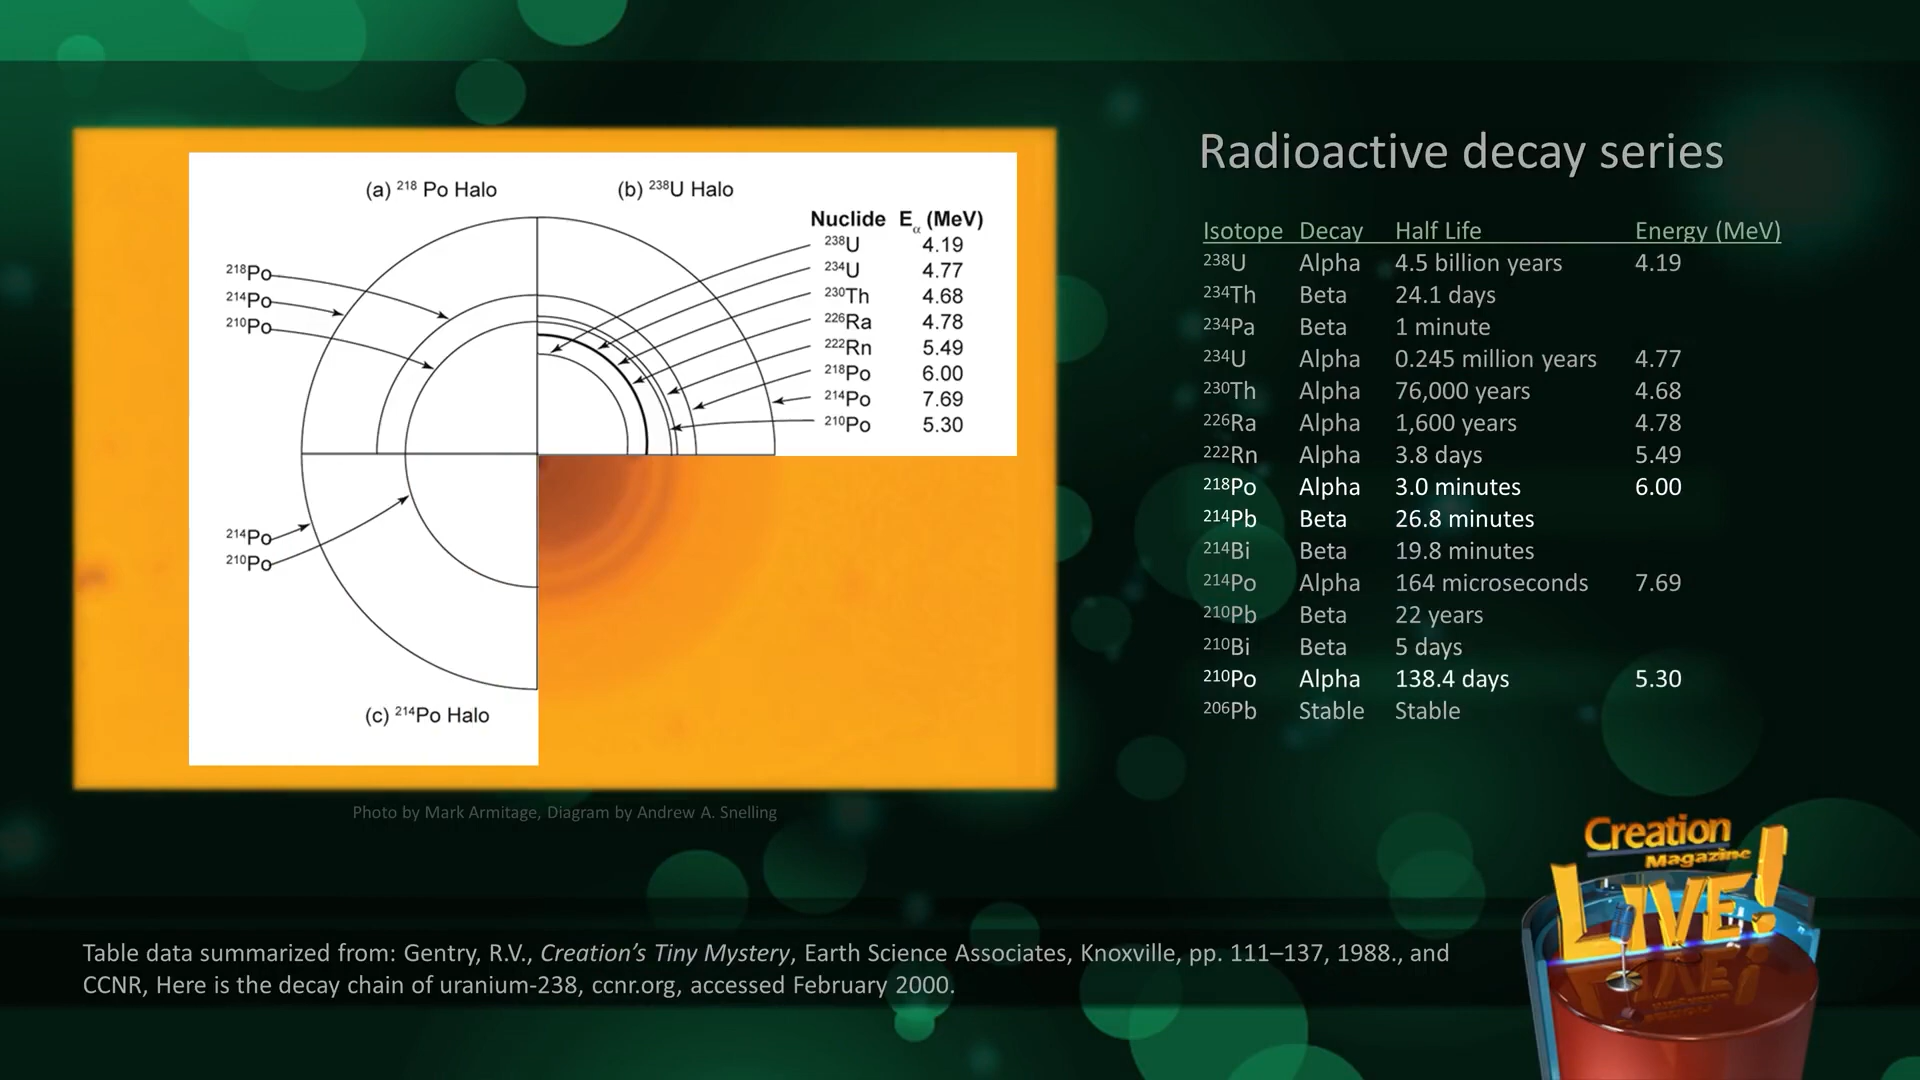 (a) ²¹⁸ Po Halo
(b) ²³⁸U Halo
Nuclide Eα (MeV)
²³⁸U 4.19
²³⁴U 4.77
²³⁰Th 4.68
²²⁶Ra 4.78
²²²Rn 5.49
²¹⁸Po 6.00
²¹⁴Po 7.69
²¹⁰Po 5.30
²¹⁸Po
²¹⁴Po
²¹⁰Po
²¹⁴Po
²¹⁰Po
(c) ²¹⁴Po Halo
Photo by Mark Armitage, Diagram by Andrew A. Snelling
Radioactive decay series
Isotope Decay Half Life Energy (MeV)
²³⁸U Alpha 4.5 billion years 4.19
²³⁴Th Beta 24.1 days
²³⁴Pa Beta 1 minute
²³⁴U Alpha 0.245 million years 4.77
²³⁰Th Alpha 76,000 years 4.68
²²⁶Ra Alpha 1,600 years 4.78
²²²Rn Alpha 3.8 days 5.49
²¹⁸Po Alpha 3.0 minutes 6.00
²¹⁴Pb Beta 26.8 minutes
²¹⁴Bi Beta 19.8 minutes
²¹⁴Po Alpha 164 microseconds 7.69
²¹⁰Pb Beta 22 years
²¹⁰Bi Beta 5 days
²¹⁰Po Alpha 138.4 days 5.30
²⁰⁶Pb Stable Stable
Creation
Magazine
LIVE!
Table data summarized from: Gentry, R.V., Creation’s Tiny Mystery, Earth Science Associates, Knoxville, pp. 111–137, 1988., and
CCNR, Here is the decay chain of uranium-238, ccnr.org, accessed February 2000.